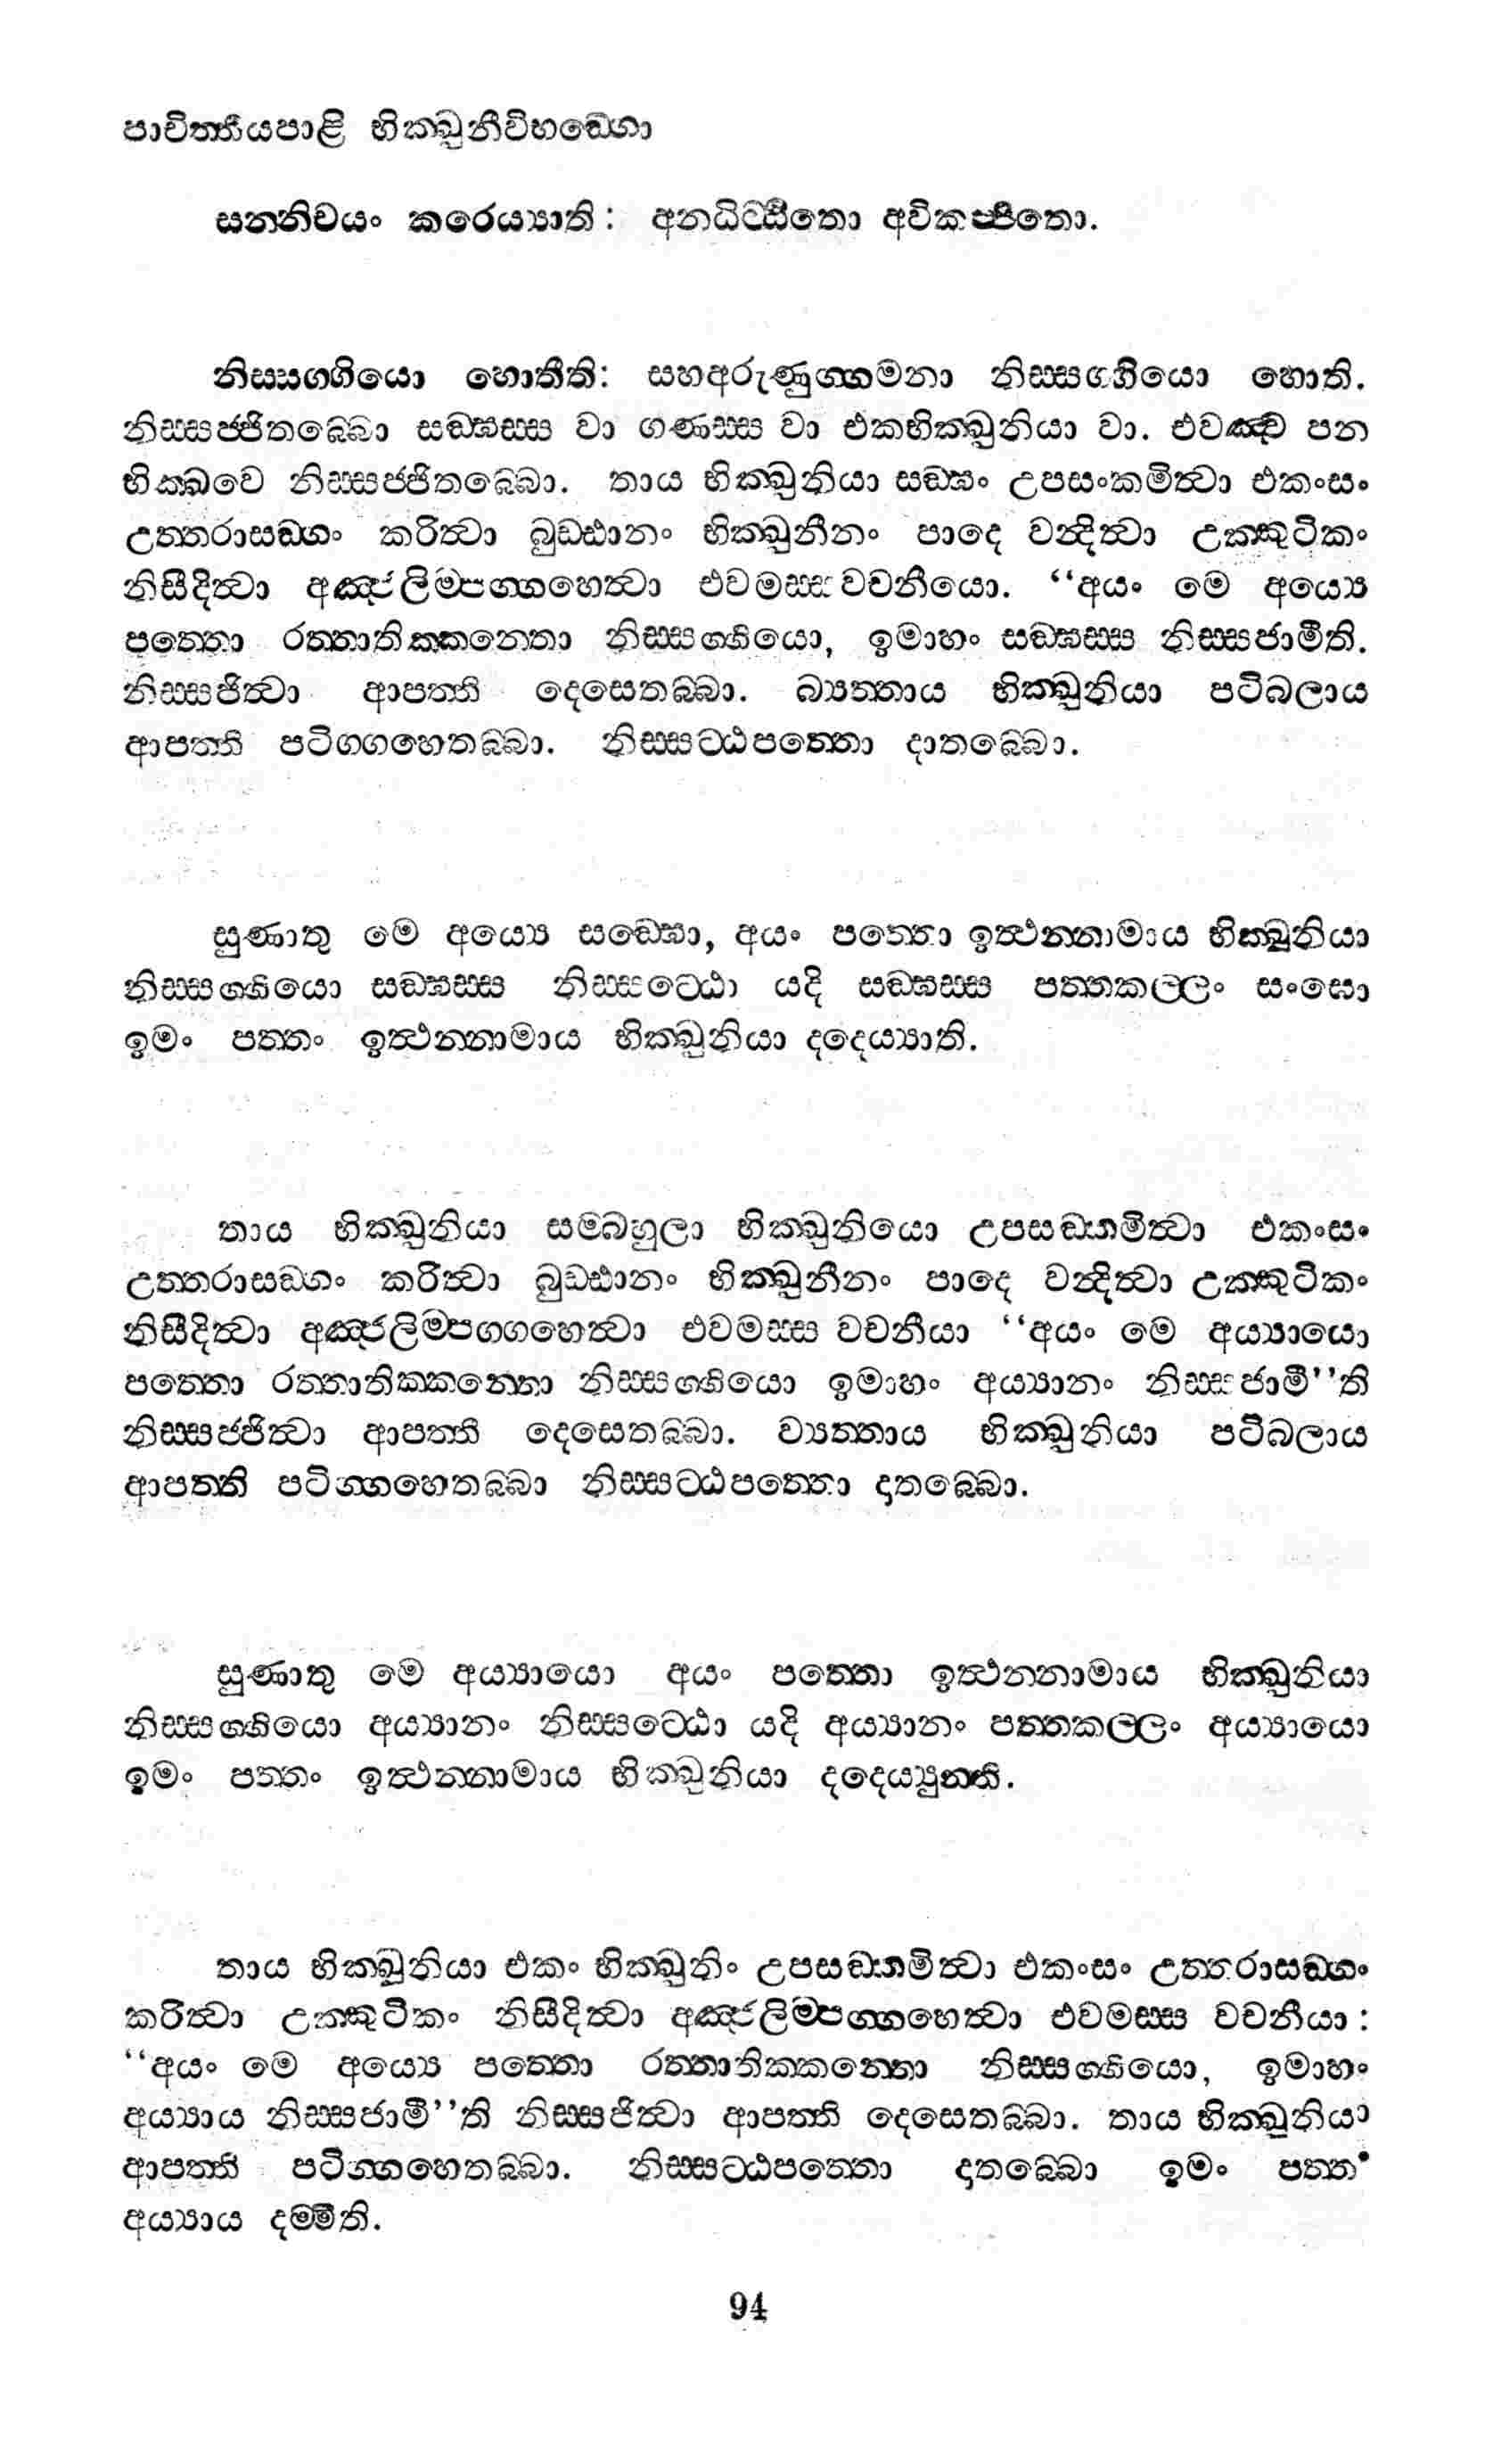 පාචිත්තියපාළි භික්ඛුනීවිභඞ්ගො
සන්නිචයං කරෙය්‍යාති: අනධිට්ඨිතො අවිකප්පිතො.
නිස්සග්ගියො හොතීති: සහඅරුණුග්ගමනා නිස්සග්ගියො හොති.
නිස්සජ්ජිතබ්බො සඞ්ඝස්ස වා ගණස්ස වා එකභික්ඛුනියා වා. එවඤ්ච පන
භික්ඛවෙ නිස්සජ්ජිතබ්බො. තාය භික්ඛුනියා සඞ්ඝං උපසංකමිත්‍වා එකංසං
උත්තරාසඞ්ගං කරිත්‍වා බුඩ්ඪානං භික්ඛුනීනං පාදෙ වන්දිත්‍වා උක්කුටිකං
නිසීදිත්‍වා අඤ්ජලිම්පග්ගහෙත්‍වා එවමස්ස වචනීයො. “අයං මෙ අය්‍යෙ
පත්තො රත්තාතික්කන්තො නිස්සග්ගියො, ඉමාහං සඞ්ඝස්ස නිස්සජාමීති.
නිස්සජිත්‍වා ආපත්ති දෙසෙතබ්බා. බ්‍යත්තාය භික්ඛුනියා පටිබලාය
ආපත්ති පටිග්ගහෙතබ්බා. නිස්සට්ඨපත්තො දාතබ්බො.
සුණාතු මෙ අය්‍යෙ සඞ්ඝො, අයං පත්තො ඉත්‍ථන්නාමාය භික්ඛුනියා
නිස්සග්ගියො සඞ්ඝස්ස නිස්සට්ඨො යදි සඞ්ඝස්ස පත්තකල්ලං සංඝො
ඉමං පත්තං ඉත්‍ථන්නාමාය භික්ඛුනියා දදෙය්‍යාති.
තාය භික්ඛුනියා සම්බහුලා භික්ඛුනියො උපසඞ්කමිත්‍වා එකංසං
උත්තරාසඞ්ගං කරිත්‍වා බුඩ්ඪානං භික්ඛුනීනං පාදෙ වන්දිත්‍වා උක්කුටිකං
නිසීදිත්‍වා අඤ්ජලිම්පග්ගහෙත්‍වා එවමස්ස වචනීයා “අයං මෙ අය්‍යායො
පත්තො රත්තාතික්කන්තො නිස්සග්ගියො ඉමාහං අය්‍යානං නිස්සජාමී”ති
නිස්සජ්ජිත්‍වා ආපත්ති දෙසෙතබ්බා. ව්‍යත්තාය භික්ඛුනියා පටිබලාය
ආපත්ති පටිග්ගහෙතබ්බා නිස්සට්ඨපත්තො දාතබ්බො.
සුණාතු මෙ අය්‍යායො අයං පත්තො ඉත්‍ථන්නාමාය භික්ඛුනියා
නිස්සග්ගියො අය්‍යානං නිස්සට්ඨො යදි අය්‍යානං පත්තකල්ලං අය්‍යායො
ඉමං පත්තං ඉත්‍ථන්නාමාය භික්ඛුනියා දදෙය්‍යුන්ති.
තාය භික්ඛුනියා එකං භික්ඛුනිං උපසඞ්කමිත්‍වා එකංසං උත්තරාසඞ්ගං
කරිත්‍වා උක්කුටිකං නිසීදිත්‍වා අඤ්ජලිම්පග්ගහෙත්‍වා එවමස්ස වචනීයා:
“අයං මෙ අය්‍යෙ පත්තො රත්තාතික්කන්තො නිස්සග්ගියො, ඉමාහං
අය්‍යාය නිස්සජාමී”ති නිස්සජිත්‍වා ආපත්ති දෙසෙතබ්බා. තාය භික්ඛුනියා
ආපත්ති පටිග්ගහෙතබ්බා. නිස්සට්ඨපත්තො දාතබ්බො ඉමං පත්තං
අය්‍යාය දම්මීති.
94